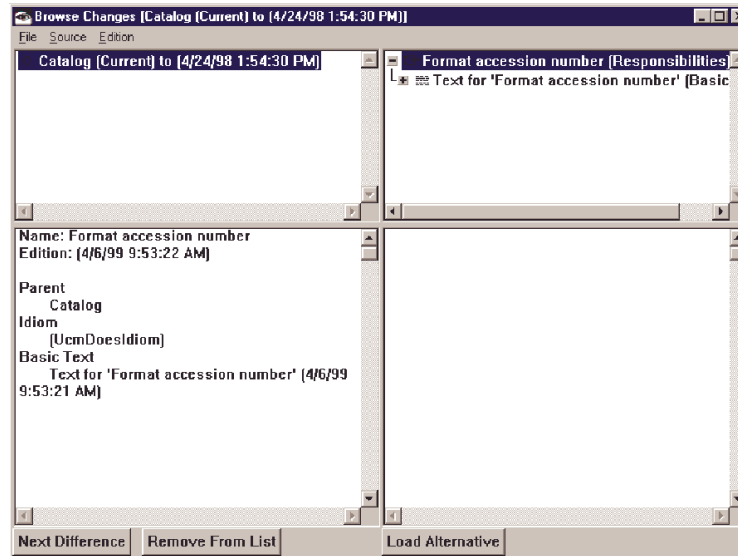 Browse Changes [Catalog (Current) to (4/24/98 1:54:30 PM)]
File Source Edition
Catalog (Current) to (4/24/98 1:54:30 PM)
Format accession number (Responsibilities)
Text for 'Format accession number' (Basic
Name: Format accession number
Edition: (4/6/99 9:53:22 AM)
Parent
Catalog
Idiom
(UcmDoesIdiom)
Basic Text
Text for 'Format accession number' (4/6/99
9:53:21 AM)
Next Difference Remove From List Load Alternative